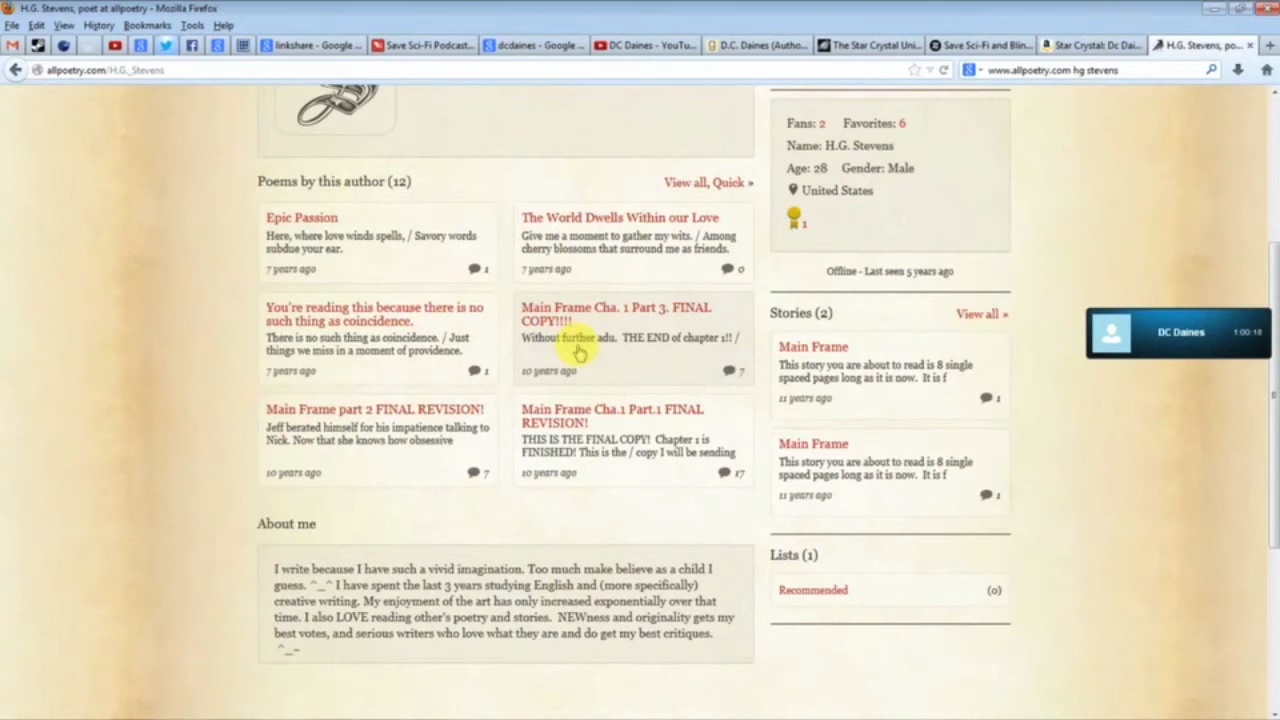 H.G. Stevens, poet at allpoetry - Mozilla Firefox
File Edit View History Bookmarks Tools Help
linkshare - Google ...
Save Sci-Fi Podcast...
dcdaines - Google ...
DC Daines - YouTu...
D.C. Daines (Autho...
The Star Crystal Uni...
Save Sci-Fi and Blin...
Star Crystal: Dc Dai...
H.G. Stevens, po...
allpoetry.com/H.G._Stevens
www.allpoetry.com hg stevens
Poems by this author (12)
View all, Quick »
Epic Passion
Here, where love winds spells, / Savory words
subdue your ear.
7 years ago
1
The World Dwells Within our Love
Give me a moment to gather my wits. / Among
cherry blossoms that surround me as friends.
7 years ago
0
You're reading this because there is no
such thing as coincidence.
There is no such thing as coincidence. / Just
things we miss in a moment of providence.
7 years ago
1
Main Frame Cha. 1 Part 3. FINAL
COPY!!!!
Without further adu. THE END of chapter 1!! /
10 years ago
7
Main Frame part 2 FINAL REVISION!
Jeff berated himself for his impatience talking to
Nick. Now that she knows how obsessive
10 years ago
7
Main Frame Cha.1 Part.1 FINAL
REVISION!
THIS IS THE FINAL COPY! Chapter 1 is
FINISHED! This is the / copy I will be sending
10 years ago
17
About me
I write because I have such a vivid imagination. Too much make believe as a child I
guess. ^_^ I have spent the last 3 years studying English and (more specifically)
creative writing. My enjoyment of the art has only increased exponentially over that
time. I also LOVE reading other's poetry and stories. NEWness and originality gets my
best votes, and serious writers who love what they are and do get my best critiques.
^_~
Fans: 2 Favorites: 6
Name: H.G. Stevens
Age: 28 Gender: Male
United States
1
Offline - Last seen 5 years ago
Stories (2)
View all »
Main Frame
This story you are about to read is 8 single
spaced pages long as it is now. It is f
11 years ago
1
Main Frame
This story you are about to read is 8 single
spaced pages long as it is now. It is f
11 years ago
1
Lists (1)
Recommended
(0)
DC Daines
1:00:18